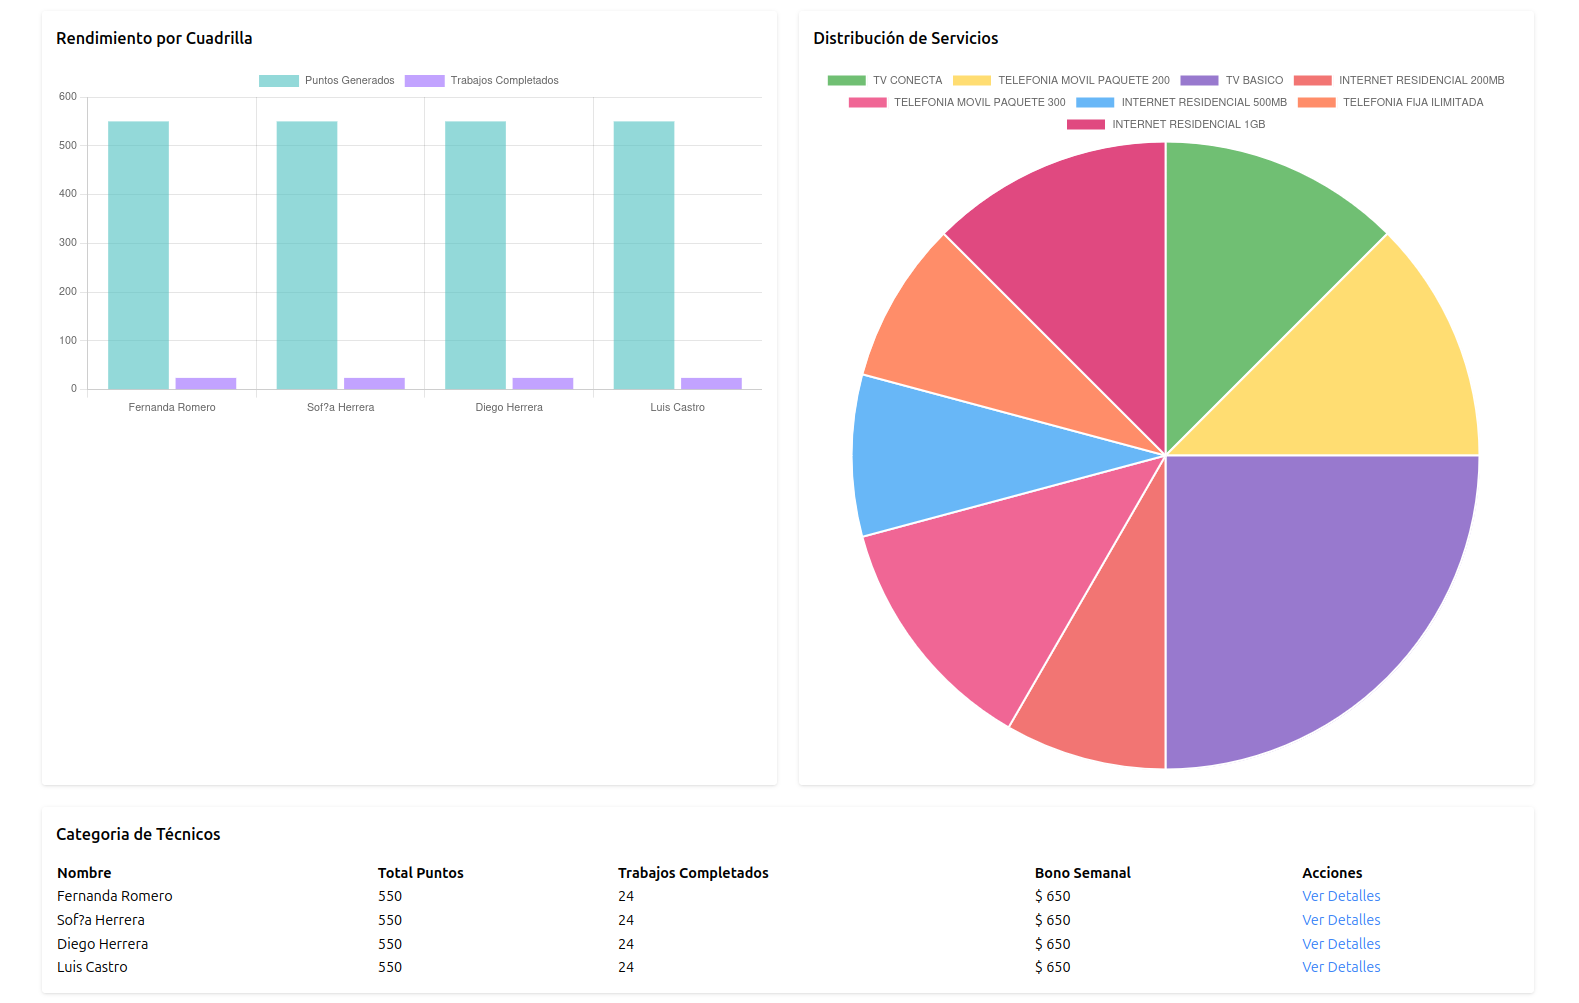 Rendimiento por Cuadrilla
Puntos Generados Trabajos Completados
600
500
400
300
200
100
0
Fernanda Romero Sof?a Herrera Diego Herrera Luis Castro
Distribución de Servicios
TV CONECTA TELEFONIA MOVIL PAQUETE 200 TV BASICO INTERNET RESIDENCIAL 200MB
TELEFONIA MOVIL PAQUETE 300 INTERNET RESIDENCIAL 500MB TELEFONIA FIJA ILIMITADA
INTERNET RESIDENCIAL 1GB
Categoria de Técnicos
Nombre Total Puntos Trabajos Completados Bono Semanal Acciones
Fernanda Romero 550 24 $ 650 Ver Detalles
Sof?a Herrera 550 24 $ 650 Ver Detalles
Diego Herrera 550 24 $ 650 Ver Detalles
Luis Castro 550 24 $ 650 Ver Detalles